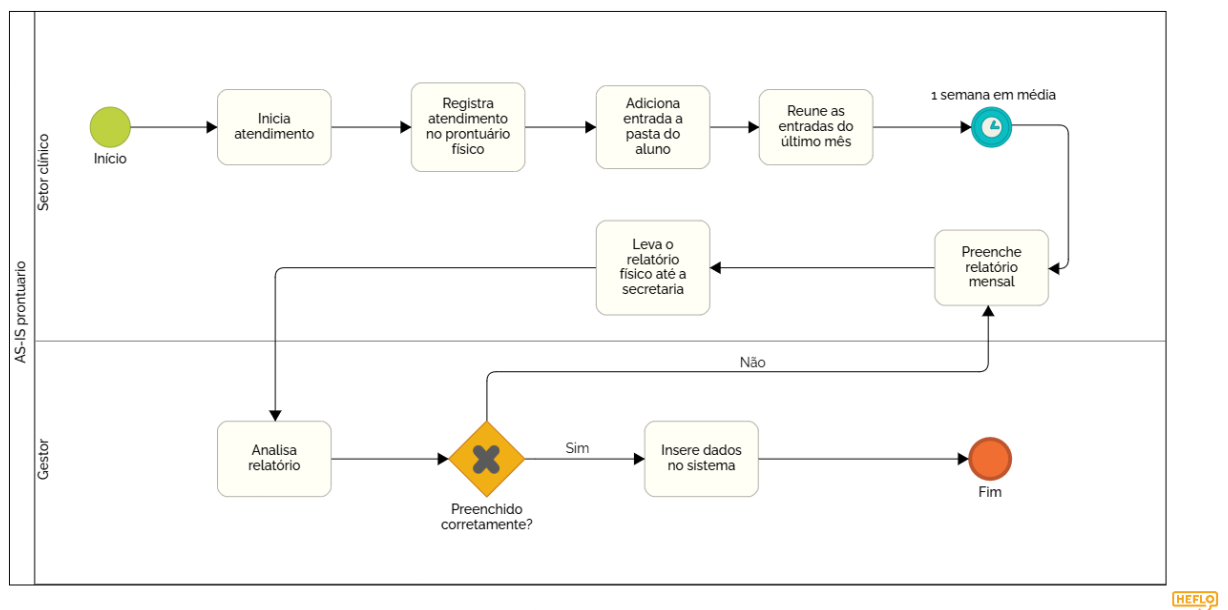 AS-IS prontuario
Setor clínico
Início
Inicia
atendimento
Registra
atendimento
no prontuário
físico
Adiciona
entrada a
pasta do
aluno
Reune as
entradas do
último mês
1 semana em média
Preenche
relatório
mensal
Leva o
relatório
físico até a
secretaria
Gestor
Analisa
relatório
Preenchido
corretamente?
Não
Sim
Insere dados
no sistema
Fim
HEFLO